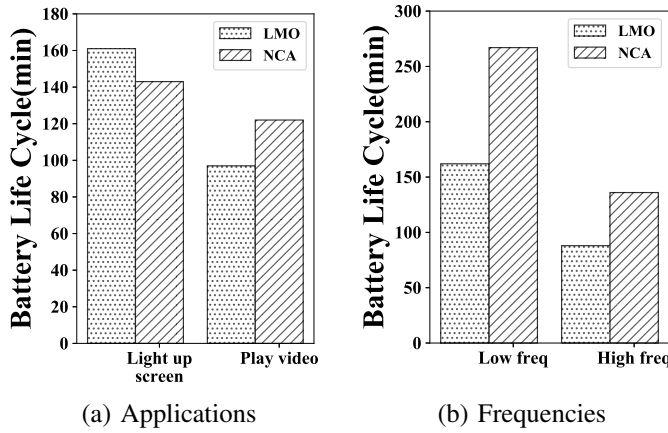 Battery Life Cycle(min)
180
160
140
120
100
80
60
40
20
0
LMO
NCA
Light up
screen
Play video
(a) Applications
Battery Life Cycle(min)
300
250
200
150
100
50
0
LMO
NCA
Low freq
High freq
(b) Frequencies